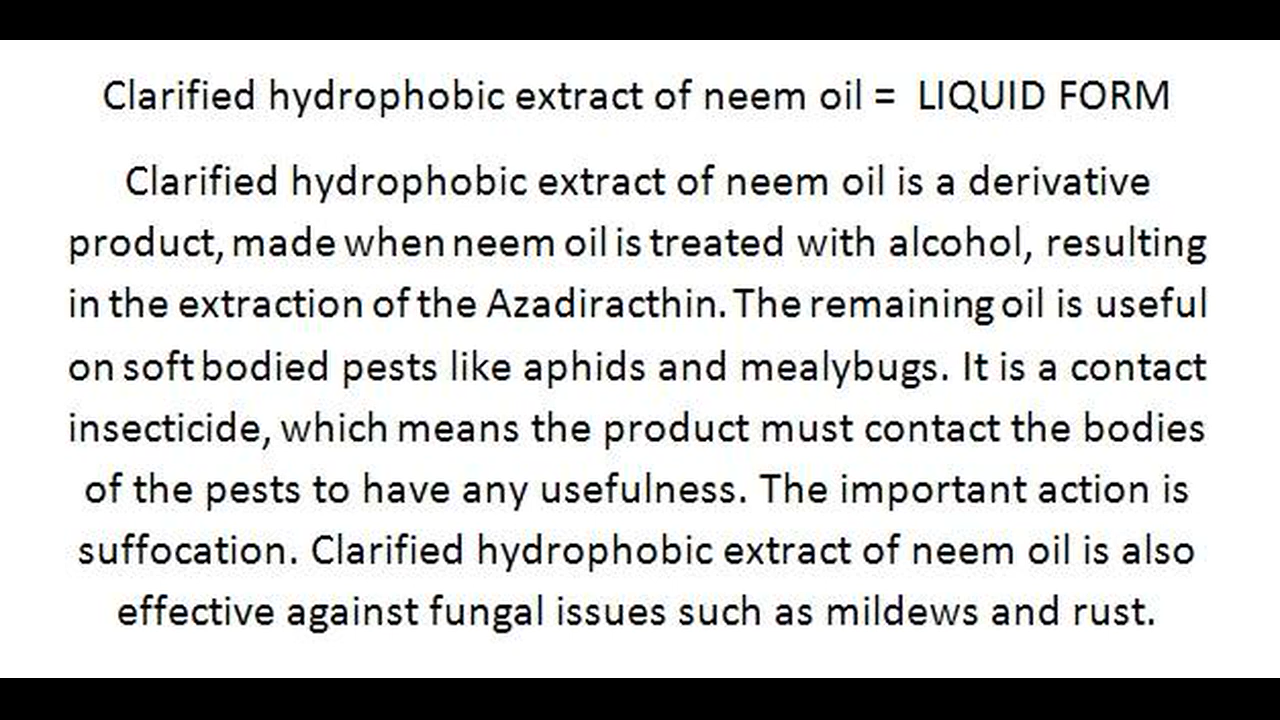 Clarified hydrophobic extract of neem oil = LIQUID FORM
Clarified hydrophobic extract of neem oil is a derivative
product, made when neem oil is treated with alcohol, resulting
in the extraction of the Azadiracthin. The remaining oil is useful
on soft bodied pests like aphids and mealybugs. It is a contact
insecticide, which means the product must contact the bodies
of the pests to have any usefulness. The important action is
suffocation. Clarified hydrophobic extract of neem oil is also
effective against fungal issues such as mildews and rust.